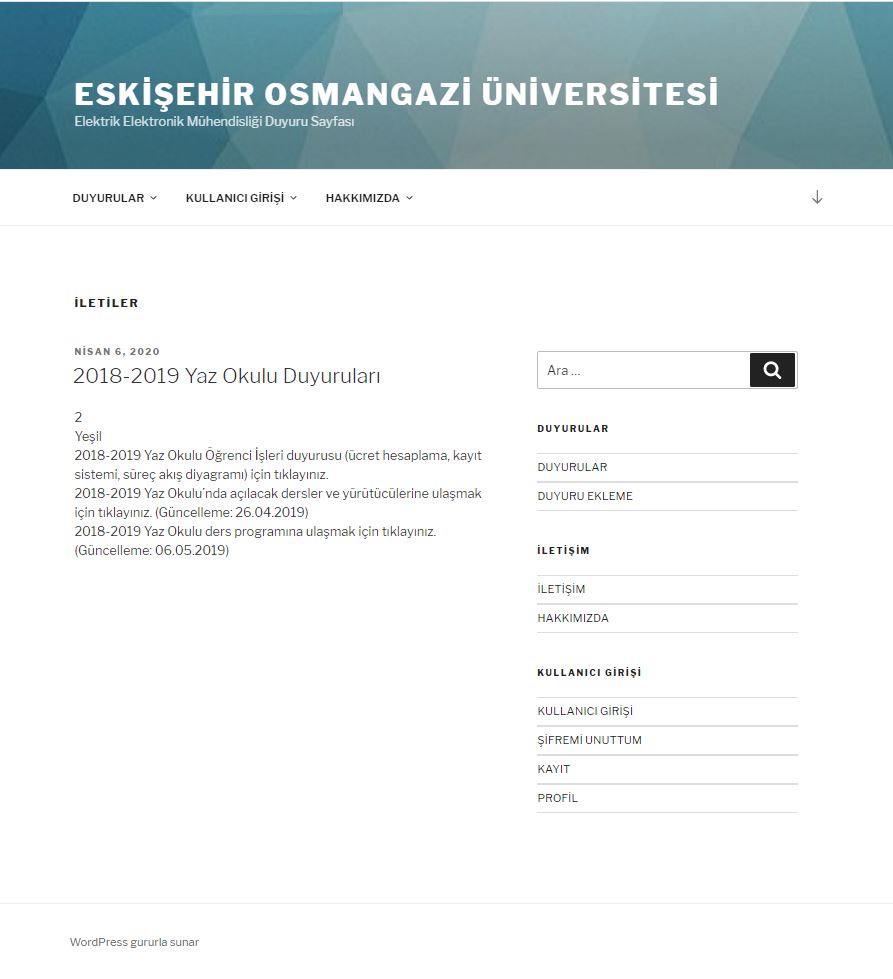 ESKİŞEHİR OSMANGAZİ ÜNİVERSİTESİ
Elektrik Elektronik Mühendisliği Duyuru Sayfası
DUYURULAR KULLANICI GİRİŞİ HAKKIMIZDA
İLETİLER
NİSAN 6, 2020
2018-2019 Yaz Okulu Duyuruları
2
Yeşil
2018-2019 Yaz Okulu Öğrenci İşleri duyurusu (ücret hesaplama, kayıt
sistemi, süreç akış diyagramı) için tıklayınız.
2018-2019 Yaz Okulu’nda açılacak dersler ve yürütücülerine ulaşmak
için tıklayınız. (Güncelleme: 26.04.2019)
2018-2019 Yaz Okulu ders programına ulaşmak için tıklayınız.
(Güncelleme: 06.05.2019)
Ara …
DUYURULAR
DUYURULAR
DUYURU EKLEME
İLETİŞİM
İLETİŞİM
HAKKIMIZDA
KULLANICI GİRİŞİ
KULLANICI GİRİŞİ
ŞİFREMİ UNUTTUM
KAYIT
PROFİL
WordPress gururla sunar